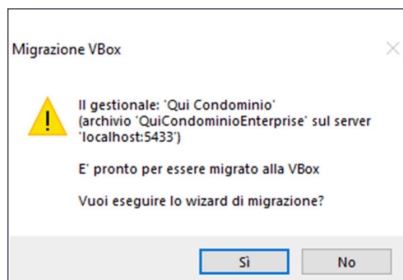 Migrazione VBox
Il gestionale: 'Qui Condominio'
(archivio 'QuiCondominioEnterprise' sul server
'localhost:5433')
E' pronto per essere migrato alla VBox
Vuoi eseguire lo wizard di migrazione?
Sì
No